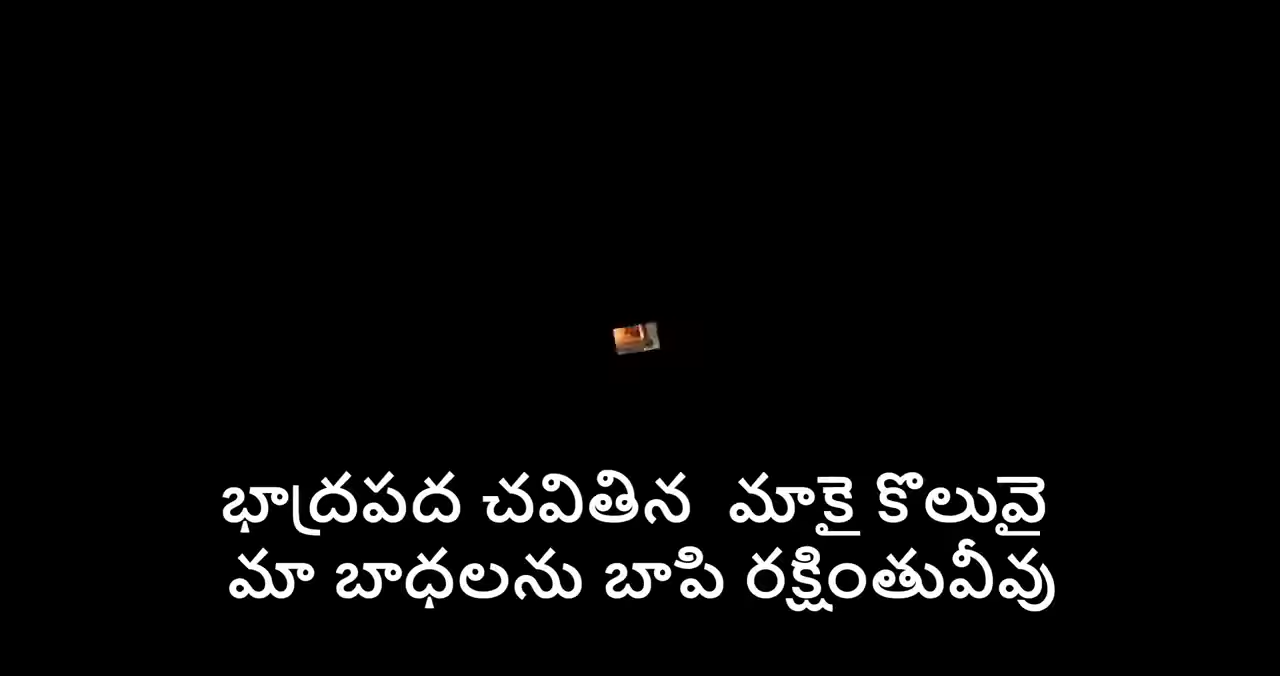 భాద్రపద చవితిన  మాకై కొలువై
మా బాధలను బాపి రక్షింతువీవు